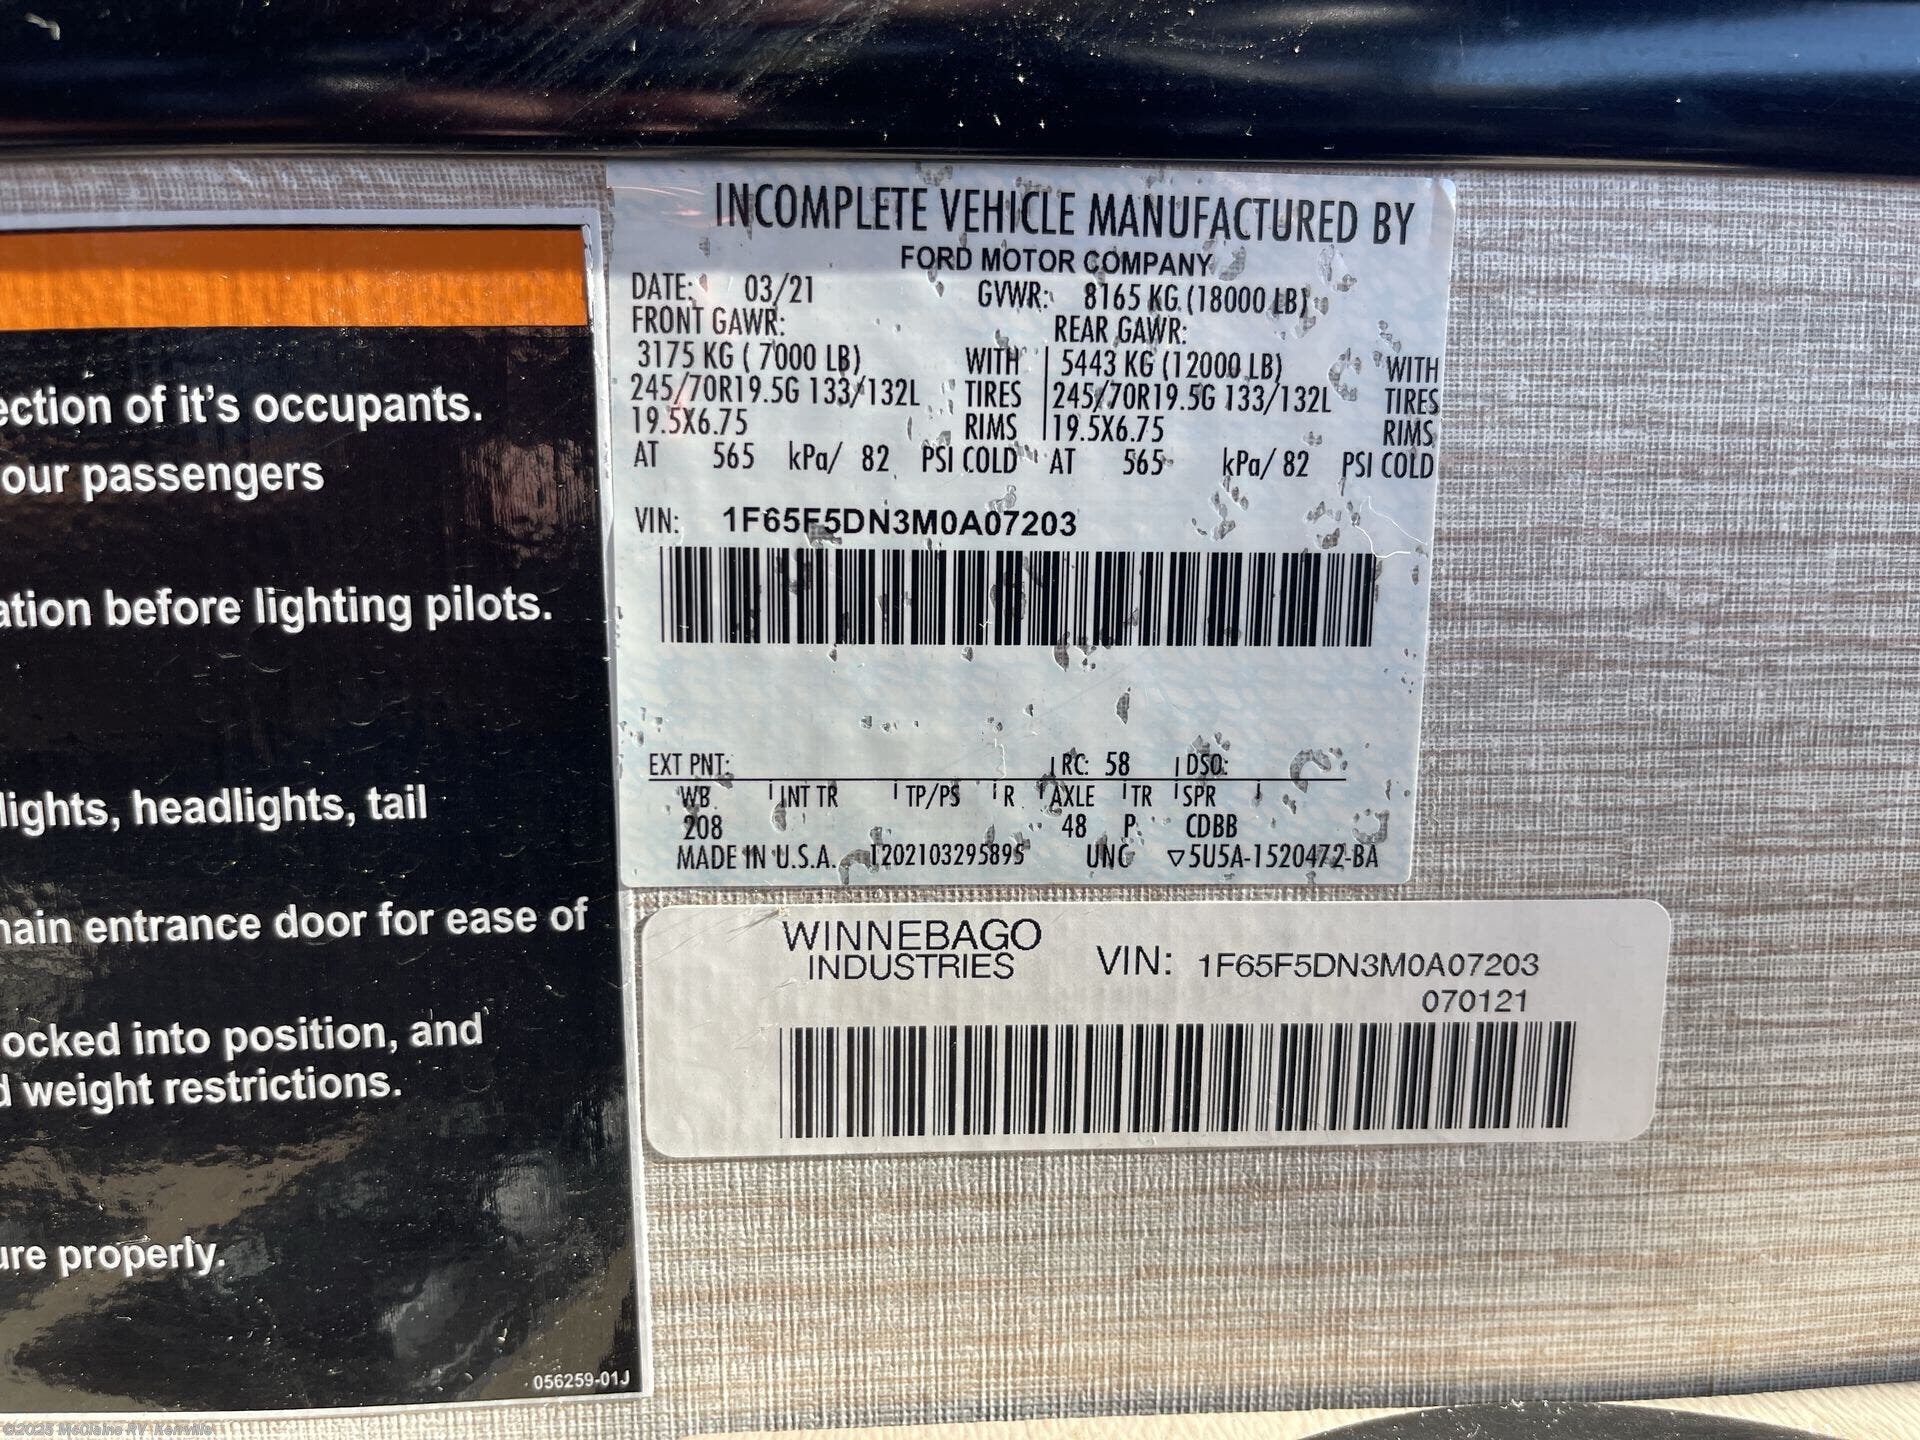 ection of it's occupants.
our passengers
ation before lighting pilots.
lights, headlights, tail
main entrance door for ease of
ocked into position, and
d weight restrictions.
ure properly.
056259-01J
INCOMPLETE VEHICLE MANUFACTURED BY
FORD MOTOR COMPANY
DATE: 03/21 GVWR: 8165 KG (18000 LB)
FRONT GAWR: REAR GAWR:
3175 KG ( 7000 LB) WITH 5443 KG (12000 LB) WITH
245/70R19.5G 133/132L TIRES 245/70R19.5G 133/132L TIRES
19.5X6.75 RIMS 19.5X6.75 RIMS
AT 565 kPa/ 82 PSI COLD AT 565 kPa/ 82 PSI COLD
VIN: 1F65F5DN3M0A07203
EXT PNT: RC: 58 DSO:
WB INT TR TP/PS R AXLE TR SPR
208 48 P CDBB
MADE IN U.S.A. UNC ▽5U5A-1520472-BA
WINNEBAGO
INDUSTRIES
VIN: 1F65F5DN3M0A07203
070121
©2025 McClains RV